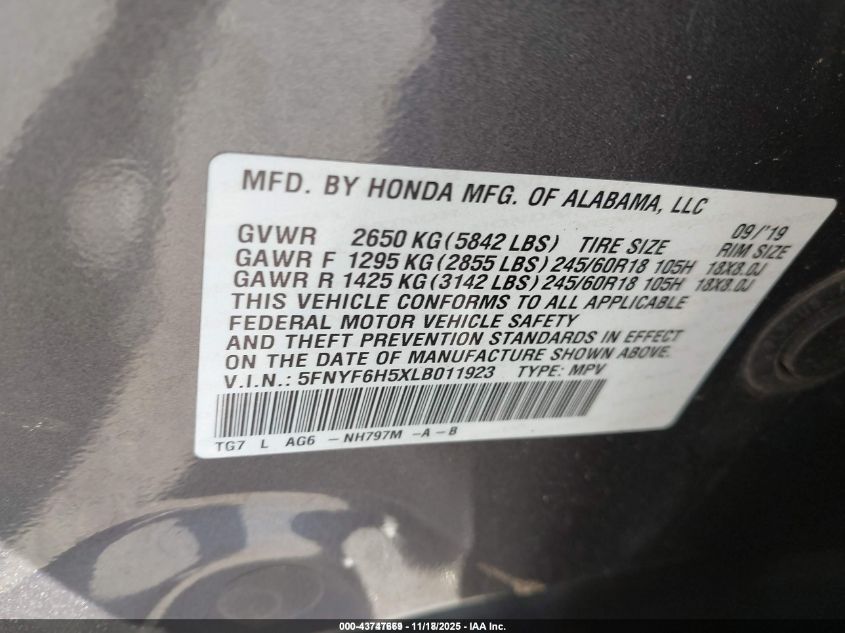 MFD. BY HONDA MFG. OF ALABAMA, LLC
09/'19
GVWR 2650 KG (5842 LBS) TIRE SIZE RIM SIZE
GAWR F 1295 KG (2855 LBS) 245/60R18 105H 18X8.0J
GAWR R 1425 KG (3142 LBS) 245/60R18 105H 18X8.0J
THIS VEHICLE CONFORMS TO ALL APPLICABLE
FEDERAL MOTOR VEHICLE SAFETY
AND THEFT PREVENTION STANDARDS IN EFFECT
ON THE DATE OF MANUFACTURE SHOWN ABOVE.
V.I.N.: 5FNYF6H5XLB011923 TYPE: MPV
TG7 L AG6 - NH797M -A-B
11/18/2025 - IAA Inc.